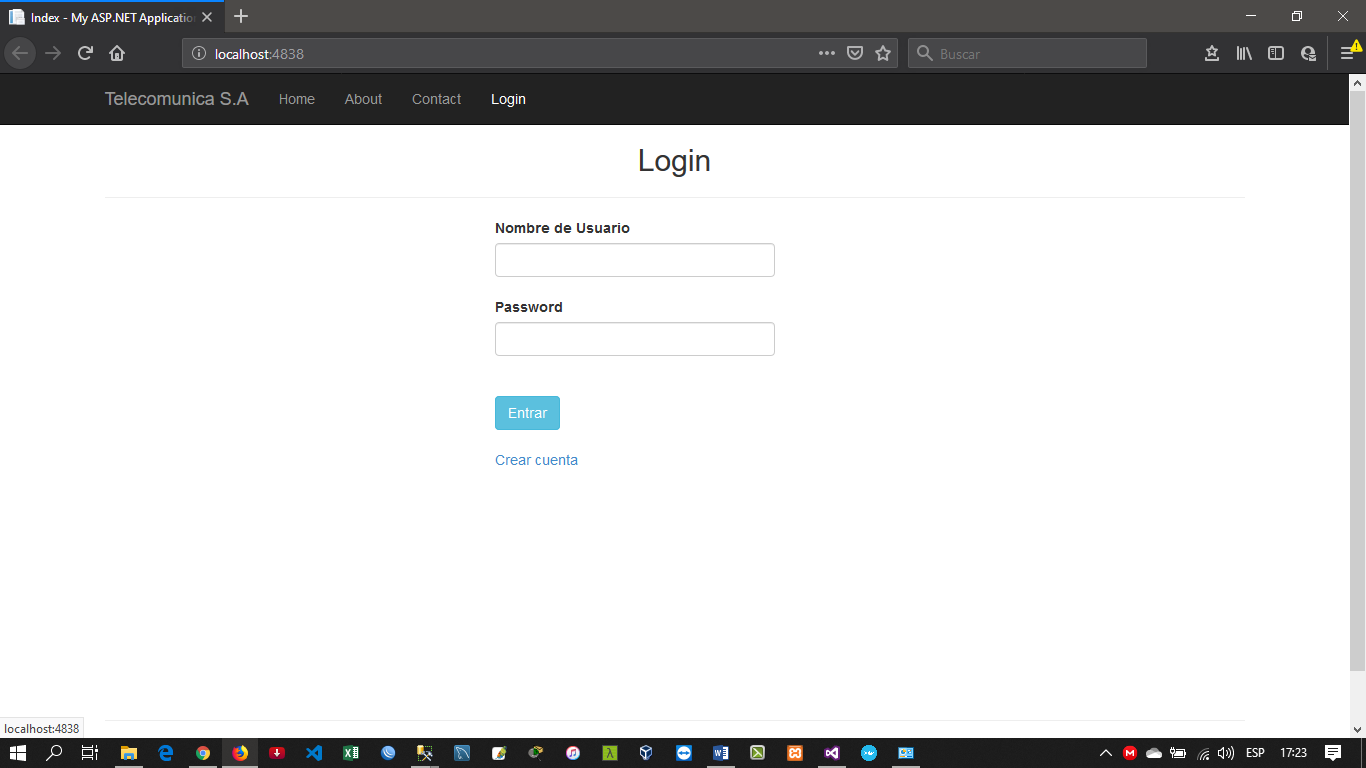 Index - My ASP.NET Applicatio
localhost:4838
Buscar
Telecomunica S.A Home About Contact Login
Login
Nombre de Usuario
Password
Entrar
Crear cuenta
localhost:4838
ESP 17:23